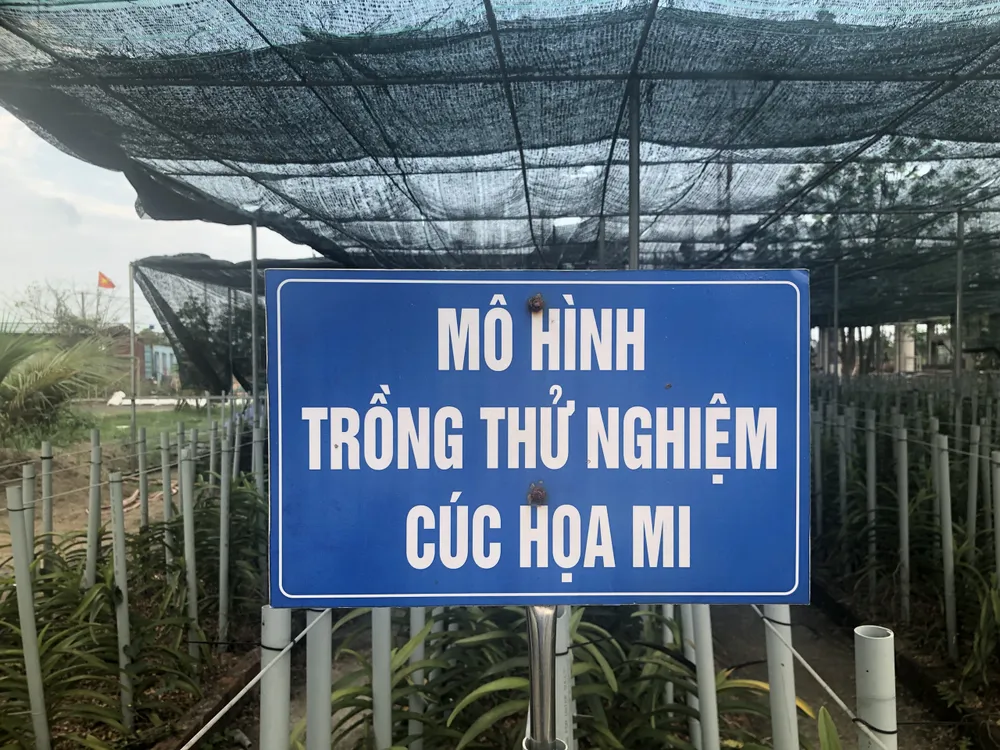 MÔ HÌNH
TRỒNG THỬ NGHIỆM
CÚC HỌA MI